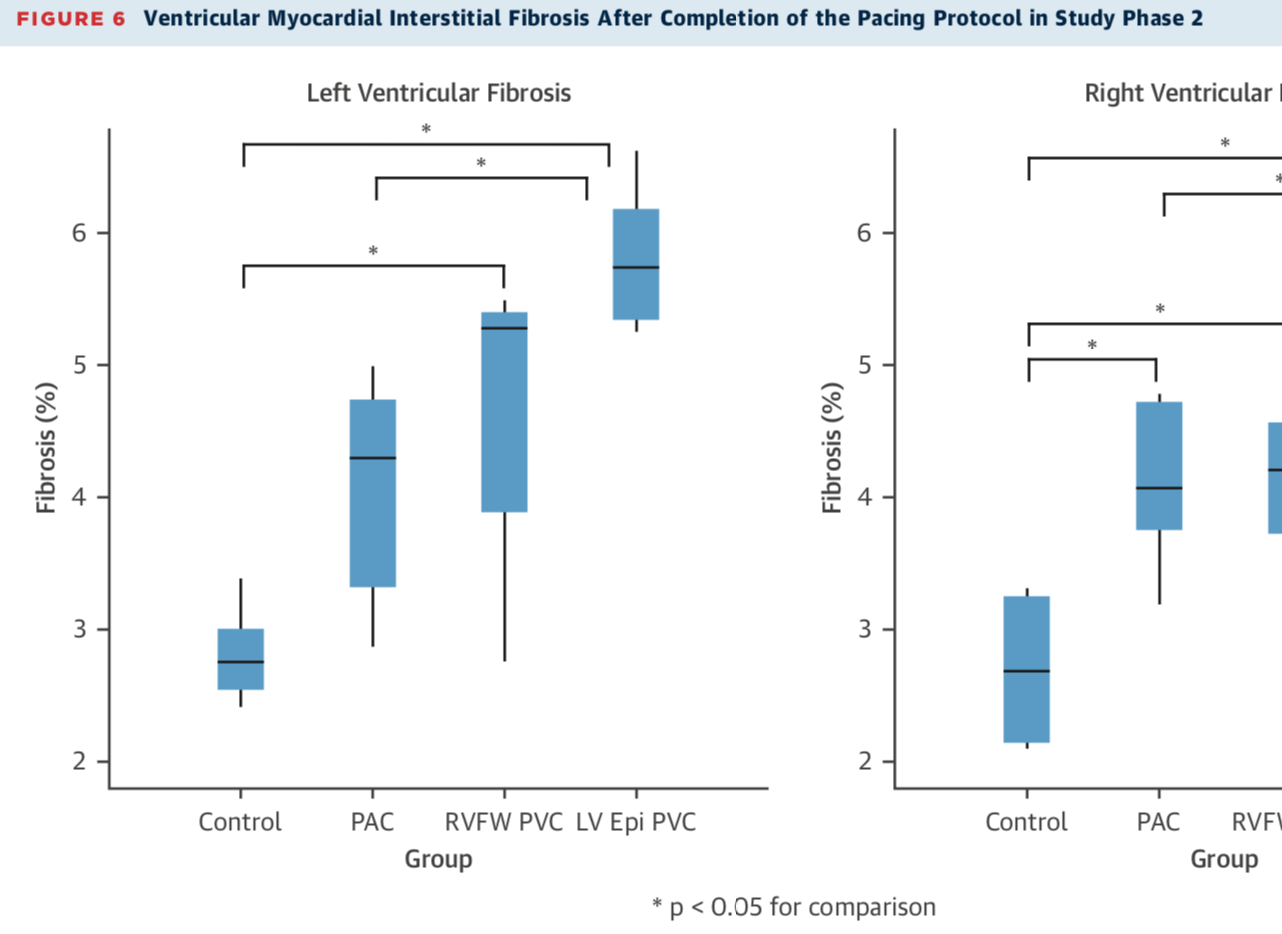 FIGURE 6 Ventricular Myocardial Interstitial Fibrosis After Completion of the Pacing Protocol in Study Phase 2
Left Ventricular Fibrosis
*
*
*
6
5
4
3
2
Fibrosis (%)
Control PAC RVFW PVC LV Epi PVC
Group
Right Ventricular
*
*
*
*
6
5
4
3
2
Fibrosis (%)
Control PAC
Group
* p < 0.05 for comparison